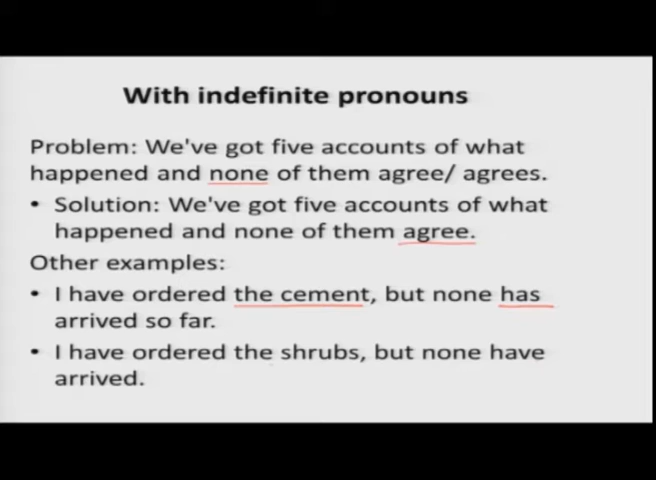 With indefinite pronouns
Problem: We've got five accounts of what
happened and none of them agree/ agrees.
• Solution: We've got five accounts of what
happened and none of them agree.
Other examples:
• I have ordered the cement, but none has
arrived so far.
• I have ordered the shrubs, but none have
arrived.